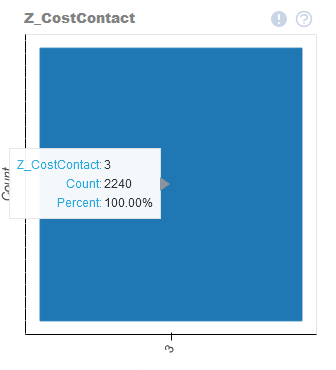 Z_CostContact
Z_CostContact: 3
Count: 2240
Percent: 100.00%
Count
3